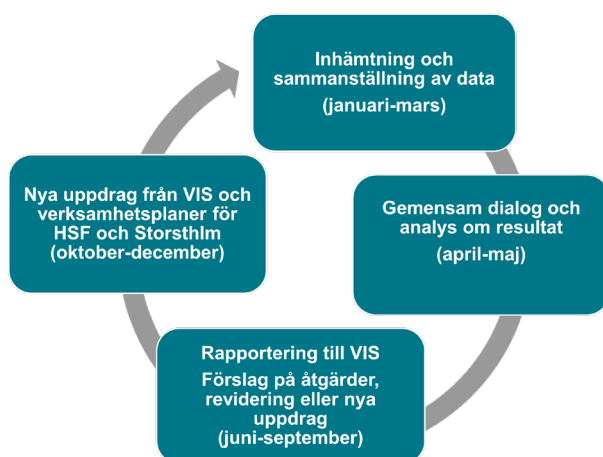 Inhämtning och
sammanställning av data
(januari-mars)
Gemensam dialog och
analys om resultat
(april-maj)
Rapportering till VIS
Förslag på åtgärder,
revidering eller nya
uppdrag
(juni-september)
Nya uppdrag från VIS och
verksamhetsplaner för
HSF och Storsthlm
(oktober-december)